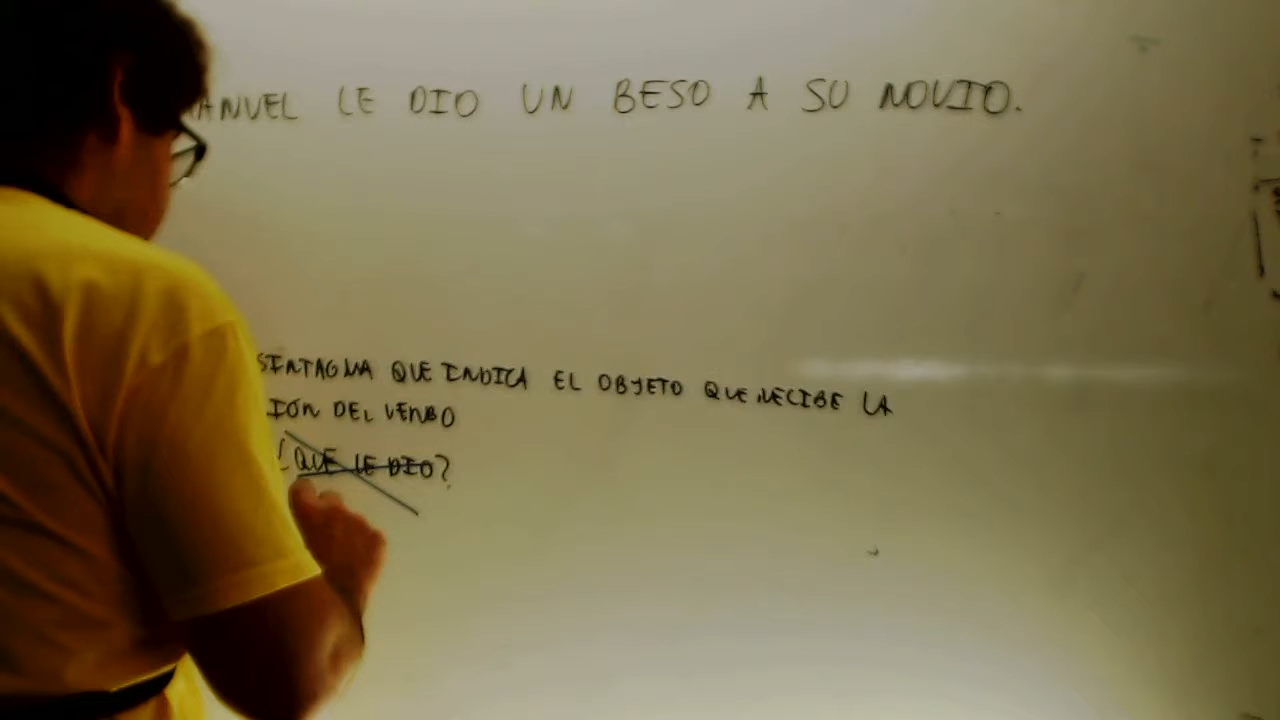 ANUEL LE DIO UN BESO A SU NOVIO.
SINTAGMA QUE INDICA EL OBJETO QUE RECIBE LA
IÓN DEL VERBO
¿QUE LE DIO?